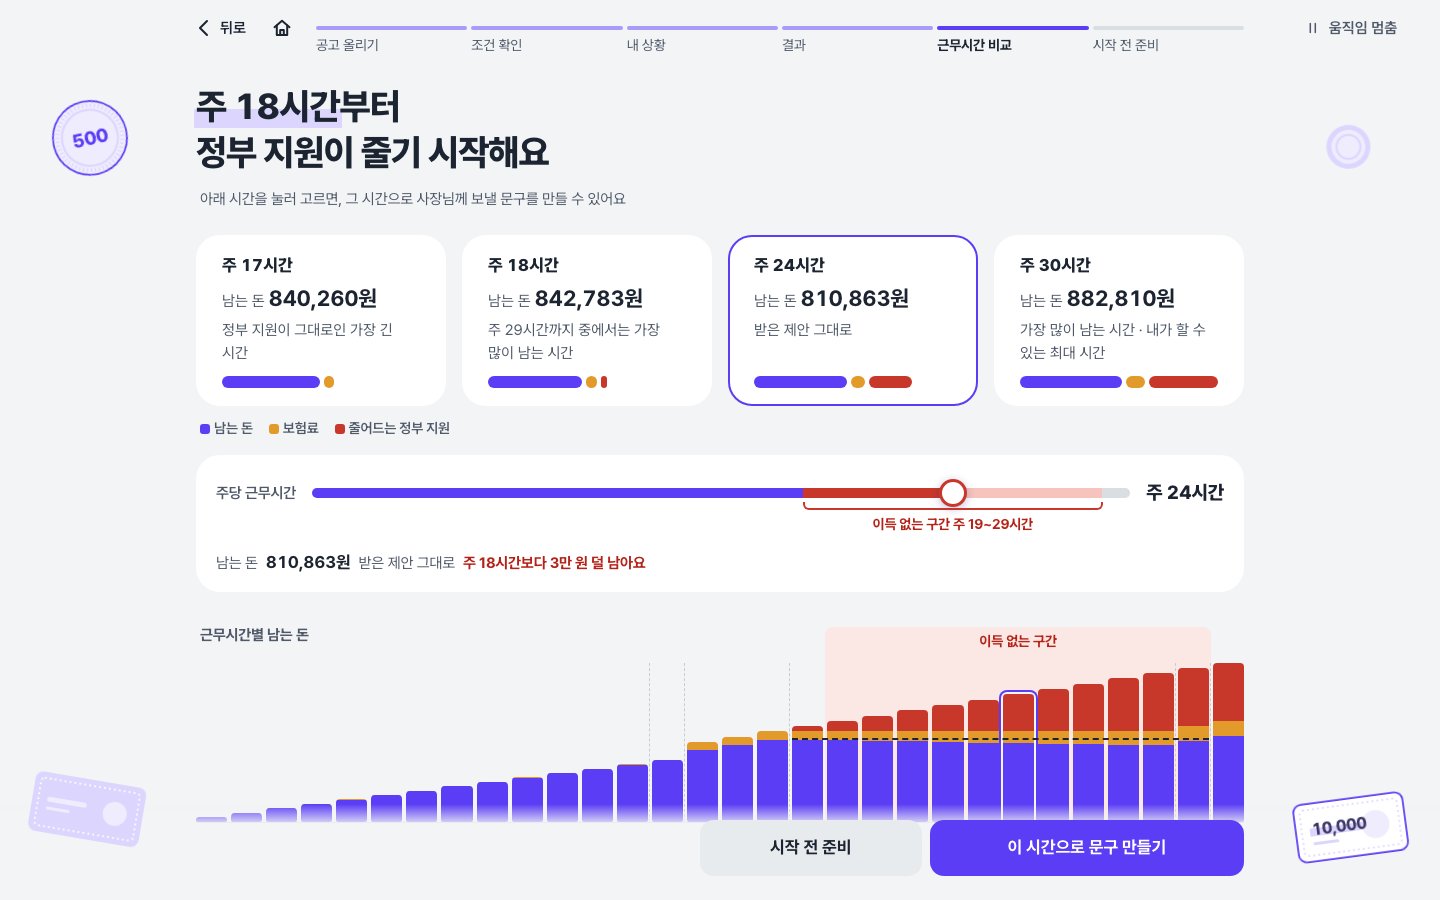 뒤로
공고 올리기
조건 확인
내 상황
결과
근무시간 비교
시작 전 준비
움직임 멈춤
500
주 18시간부터
정부 지원이 줄기 시작해요
아래 시간을 눌러 고르면, 그 시간으로 사장님께 보낼 문구를 만들 수 있어요
주 17시간
남는 돈 840,260원
정부 지원이 그대로인 가장 긴
시간
주 18시간
남는 돈 842,783원
주 29시간까지 중에서는 가장
많이 남는 시간
주 24시간
남는 돈 810,863원
받은 제안 그대로
주 30시간
남는 돈 882,810원
가장 많이 남는 시간 · 내가 할 수
있는 최대 시간
남는 돈
보험료
줄어드는 정부 지원
주당 근무시간
주 24시간
이득 없는 구간 주 19~29시간
남는 돈 810,863원 받은 제안 그대로 주 18시간보다 3만 원 덜 남아요
근무시간별 남는 돈
이득 없는 구간
10,000
시작 전 준비
이 시간으로 문구 만들기